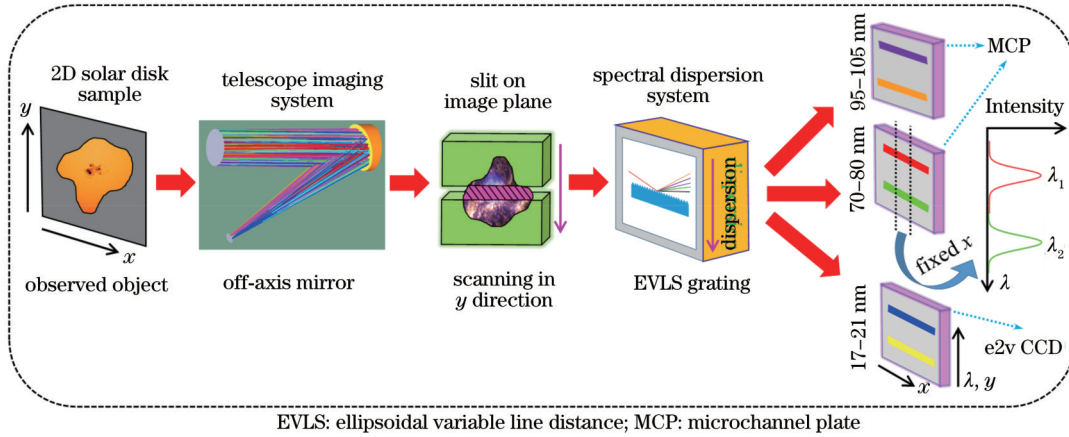 2D solar disk
sample
y
x
observed object
telescope imaging
system
off-axis mirror
slit on
image plane
scanning in
y direction
spectral dispersion
system
dispersion
EVLS grating
95–105 nm
70–80 nm
17–21 nm
MCP
Intensity
λ1
λ2
λ
fixed x
e2v CCD
x
λ, y
EVLS: ellipsoidal variable line distance; MCP: microchannel plate